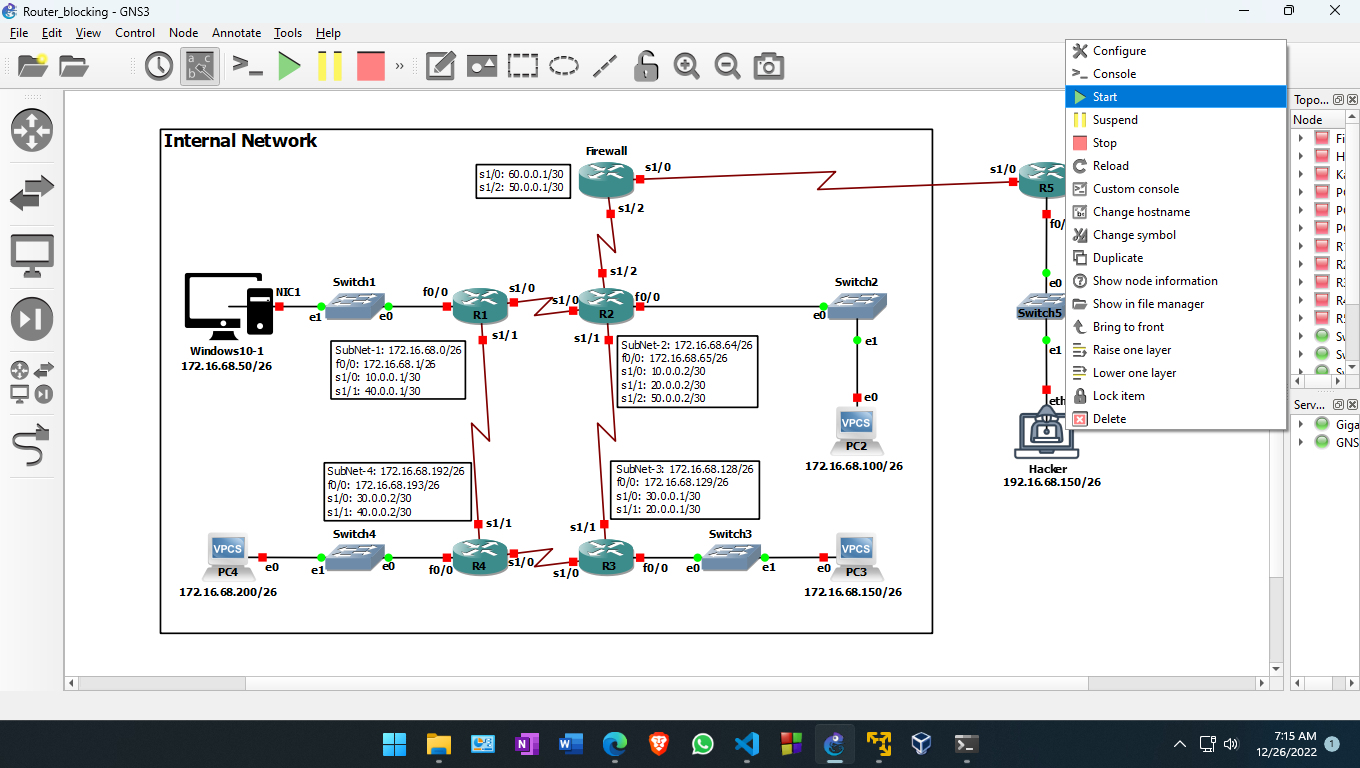 Router_blocking - GNS3
File Edit View Control Node Annotate Tools Help
Configure
Console
Start
Suspend
Stop
Reload
Custom console
Change hostname
Change symbol
Duplicate
Show node information
Show in file manager
Bring to front
Raise one layer
Lower one layer
Lock item
Delete
Internal Network
Firewall
s1/0: 60.0.0.1/30
s1/2: 50.0.0.1/30
s1/0
s1/2
s1/0
R5
f0/
e0
Switch5
e1
eth
Hacker
192.16.68.150/26
NIC1
Windows10-1
172.16.68.50/26
Switch1
e1
e0
f0/0
s1/0
R1
s1/1
SubNet-1: 172.16.68.0/26
f0/0: 172.16.68.1/26
s1/0: 10.0.0.1/30
s1/1: 40.0.0.1/30
s1/2
s1/0
f0/0
R2
s1/1
SubNet-2: 172.16.68.64/26
f0/0: 172.16.68.65/26
s1/0: 10.0.0.2/30
s1/1: 20.0.0.2/30
s1/2: 50.0.0.2/30
Switch2
e0
e1
e0
VPCS
PC2
172.16.68.100/26
SubNet-4: 172.16.68.192/26
f0/0: 172.16.68.193/26
s1/0: 30.0.0.2/30
s1/1: 40.0.0.2/30
SubNet-3: 172.16.68.128/26
f0/0: 172.16.68.129/26
s1/0: 30.0.0.1/30
s1/1: 20.0.0.1/30
VPCS
PC4
e0
172.16.68.200/26
Switch4
e1
e0
s1/1
f0/0
R4
s1/0
s1/1
s1/0
R3
f0/0
Switch3
e0
e1
e0
VPCS
PC3
172.16.68.150/26
Topo...
Node
Fi
H
Ka
PC
PC
PC
R1
R2
R3
R4
R5
Sw
Sw
Serv...
Giga
GNS
7:15 AM
12/26/2022
1